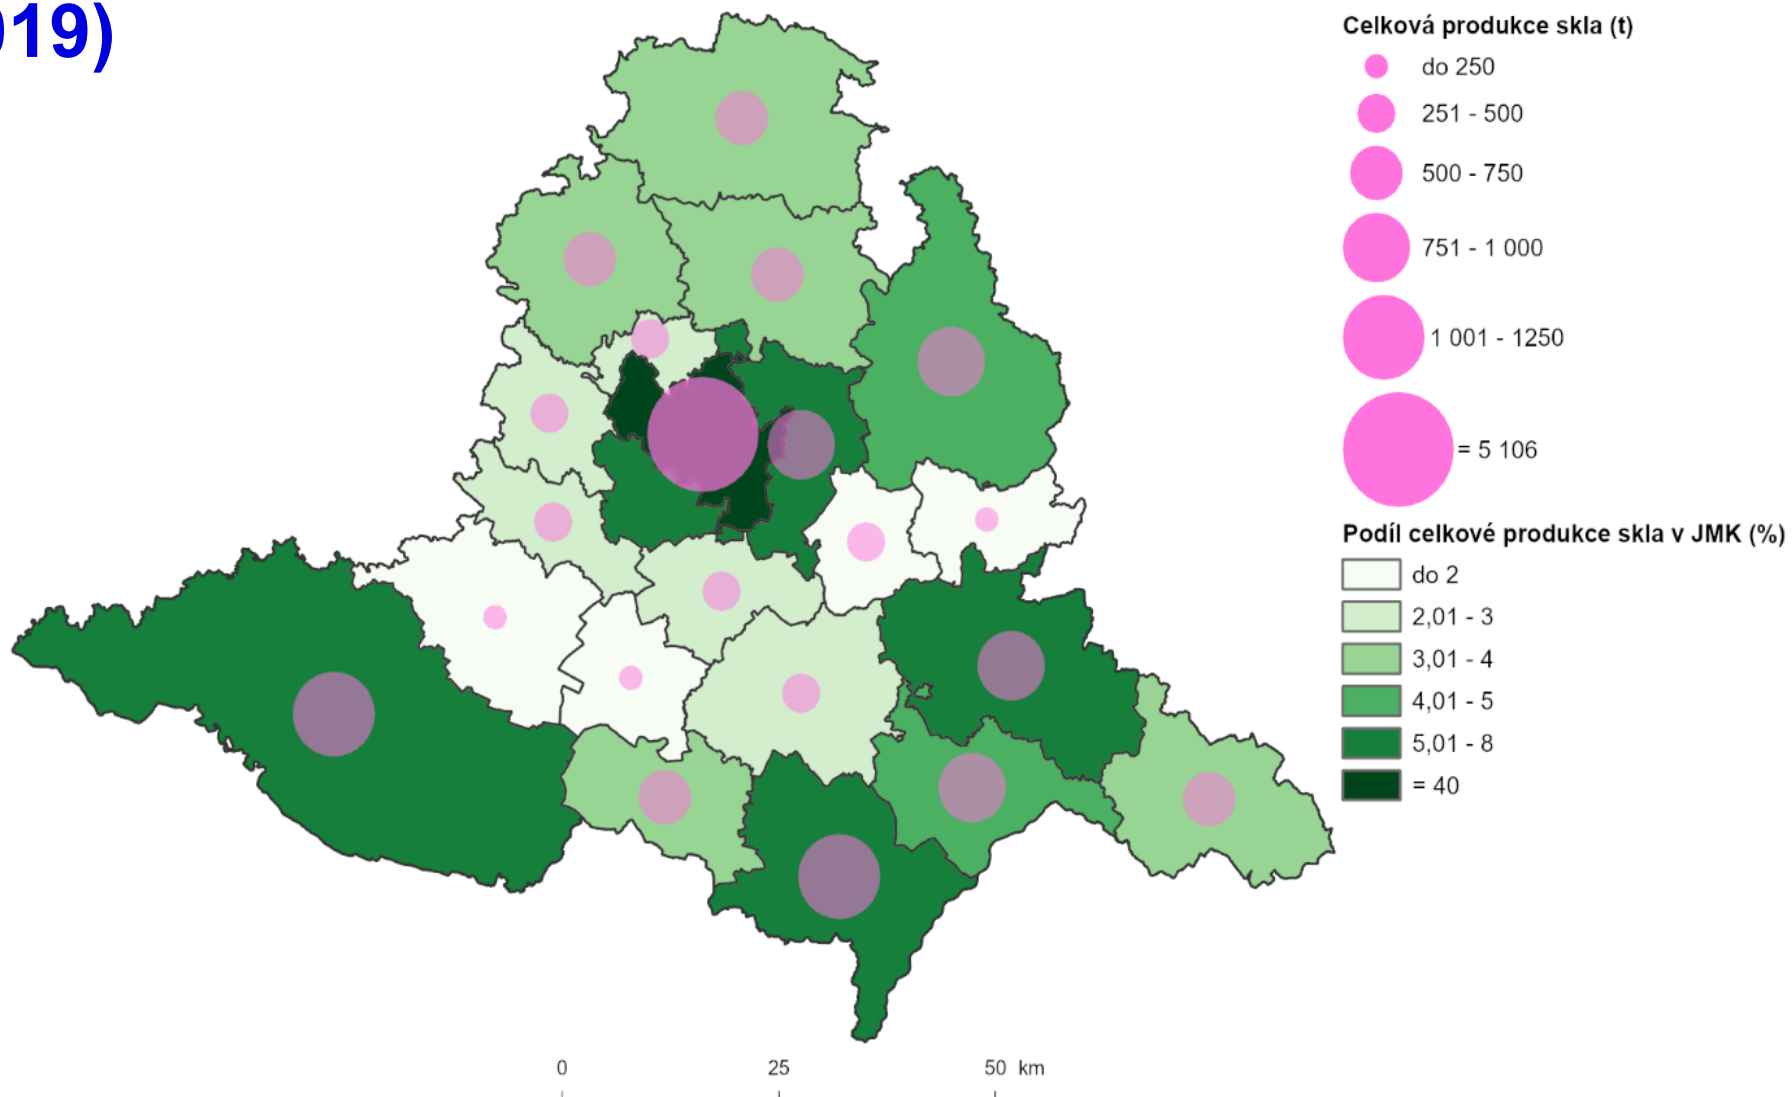 019)
Celková produkce skla (t)
do 250
251 - 500
500 - 750
751 - 1 000
1 001 - 1250
= 5 106
Podíl celkové produkce skla v JMK (%)
do 2
2,01 - 3
3,01 - 4
4,01 - 5
5,01 - 8
= 40
0 25 50 km